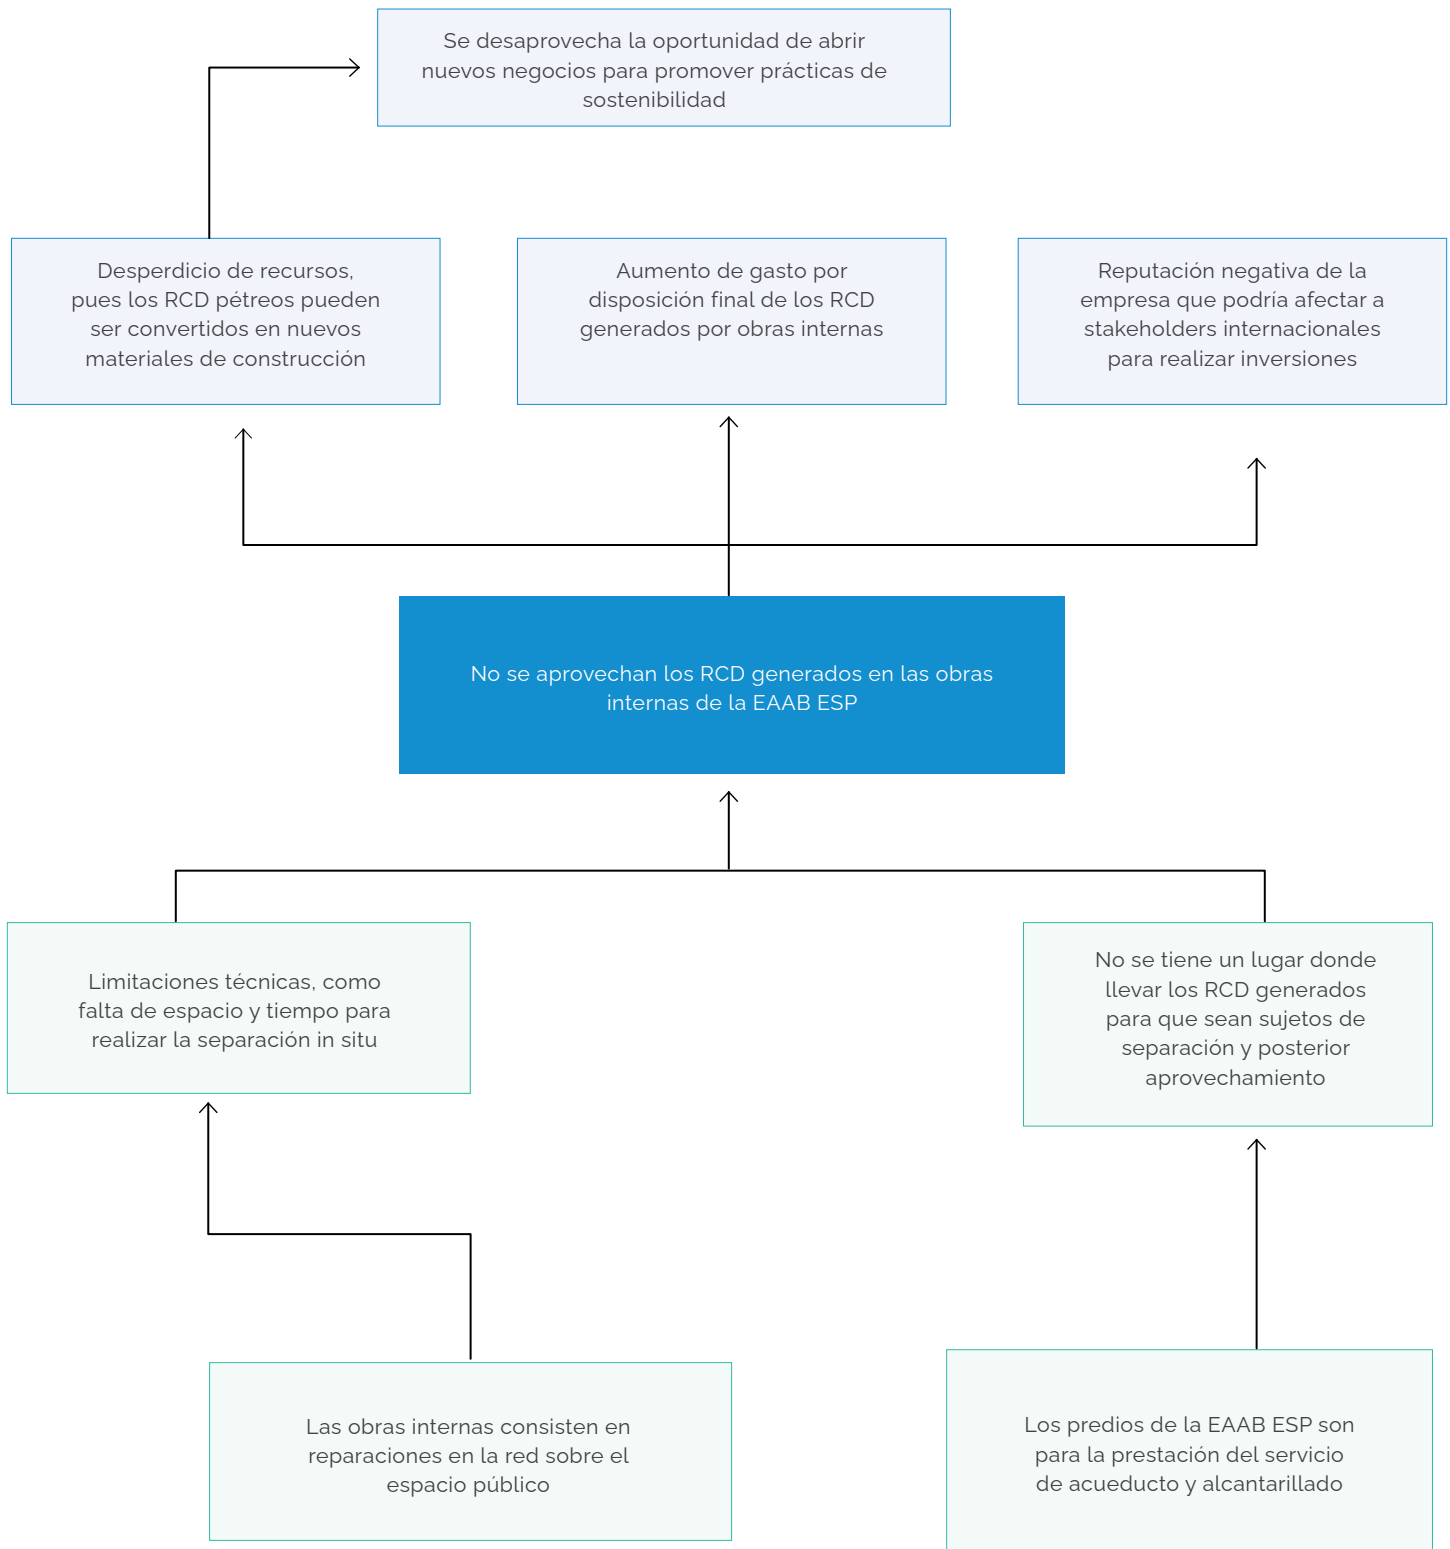 Se desaprovecha la oportunidad de abrir
nuevos negocios para promover prácticas de
sostenibilidad
Desperdicio de recursos,
pues los RCD pétreos pueden
ser convertidos en nuevos
materiales de construcción
Aumento de gasto por
disposición final de los RCD
generados por obras internas
Reputación negativa de la
empresa que podría afectar a
stakeholders internacionales
para realizar inversiones
No se aprovechan los RCD generados en las obras
internas de la EAAB ESP
Limitaciones técnicas, como
falta de espacio y tiempo para
realizar la separación in situ
No se tiene un lugar donde
llevar los RCD generados
para que sean sujetos de
separación y posterior
aprovechamiento
Las obras internas consisten en
reparaciones en la red sobre el
espacio público
Los predios de la EAAB ESP son
para la prestación del servicio
de acueducto y alcantarillado